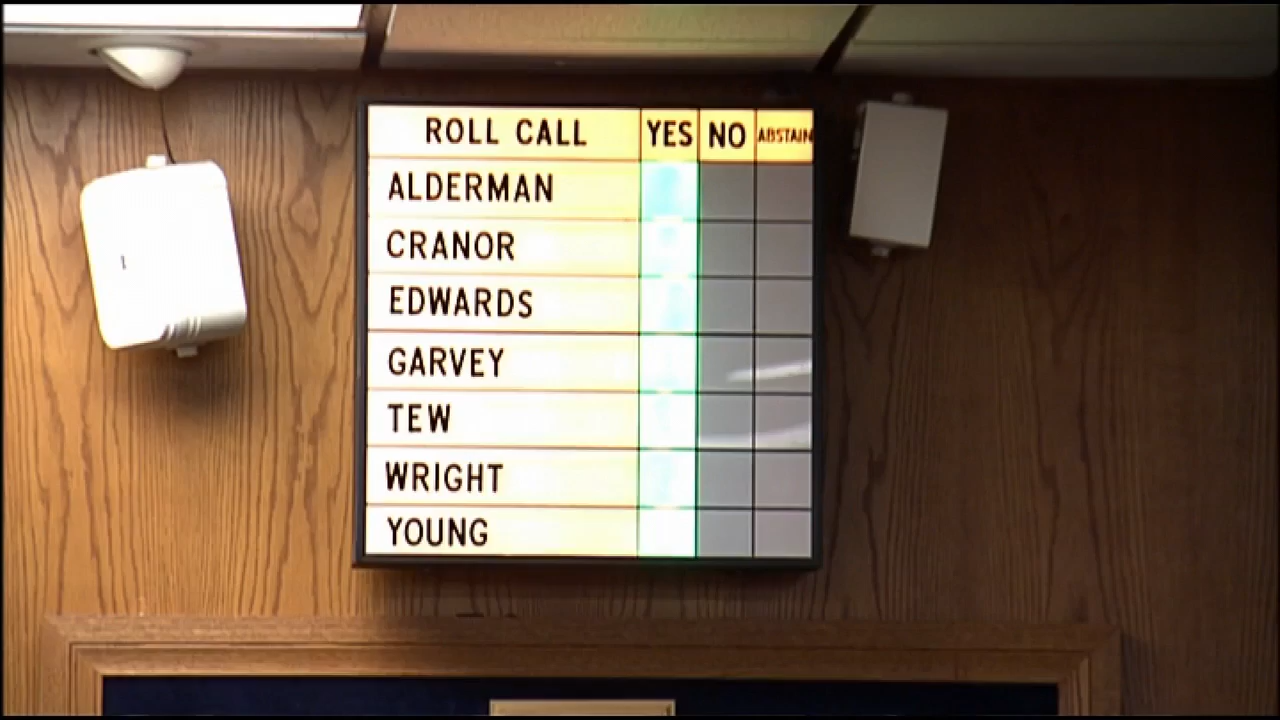 ROLL CALL YES NO ABSTAIN
ALDERMAN
CRANOR
EDWARDS
GARVEY
TEW
WRIGHT
YOUNG